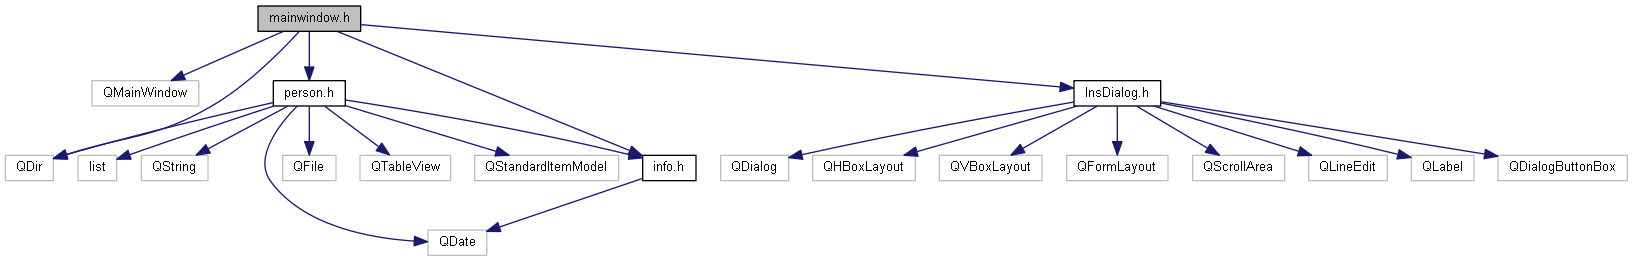 mainwindow.h
QMainWindow
person.h
InsDialog.h
QDir
list
QString
QFile
QTableView
QStandardItemModel
info.h
QDialog
QHBoxLayout
QVBoxLayout
QFormLayout
QScrollArea
QLineEdit
QLabel
QDialogButtonBox
QDate